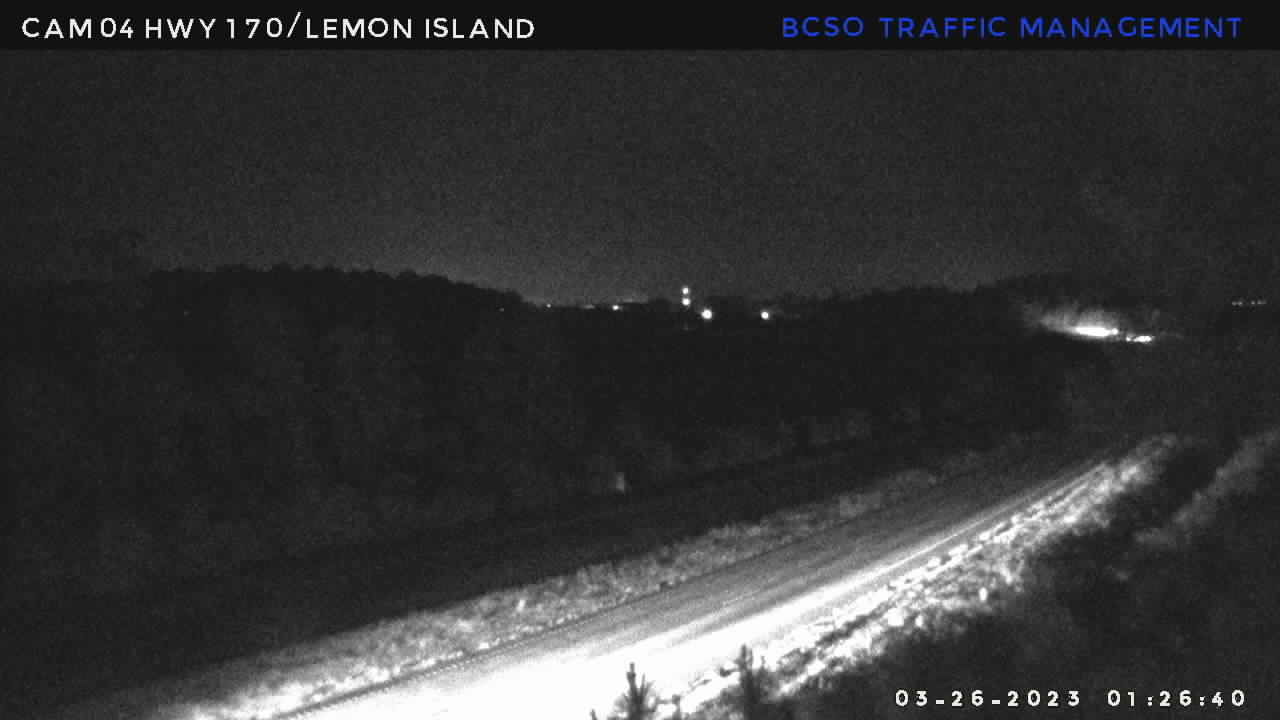 CAM04 HWY 170/LEMON ISLAND
BCSO TRAFFIC MANAGEMENT
03-26-2023 01:26:40